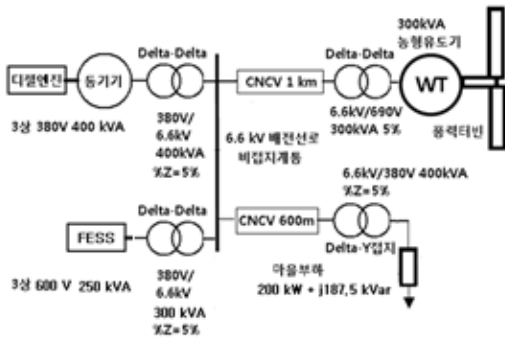 디젤엔진
동기기
3상 380V 400 kVA
Delta-Delta
380V/
6.6kV
400kVA
%Z=5%
6.6 kV 배전선로
비접지계통
CNCV 1 km
Delta-Delta
6.6kV/690V
300kVA 5%
300kVA
농형유도기
WT
풍력터빈
FESS
3상 600 V 250 kVA
Delta-Delta
380V/
6.6kV
300 kVA
%Z=5%
CNCV 600m
6.6kV/380V 400kVA
%Z=5%
Delta-Y접지
마을부하
200 kW + j187,5 kVar